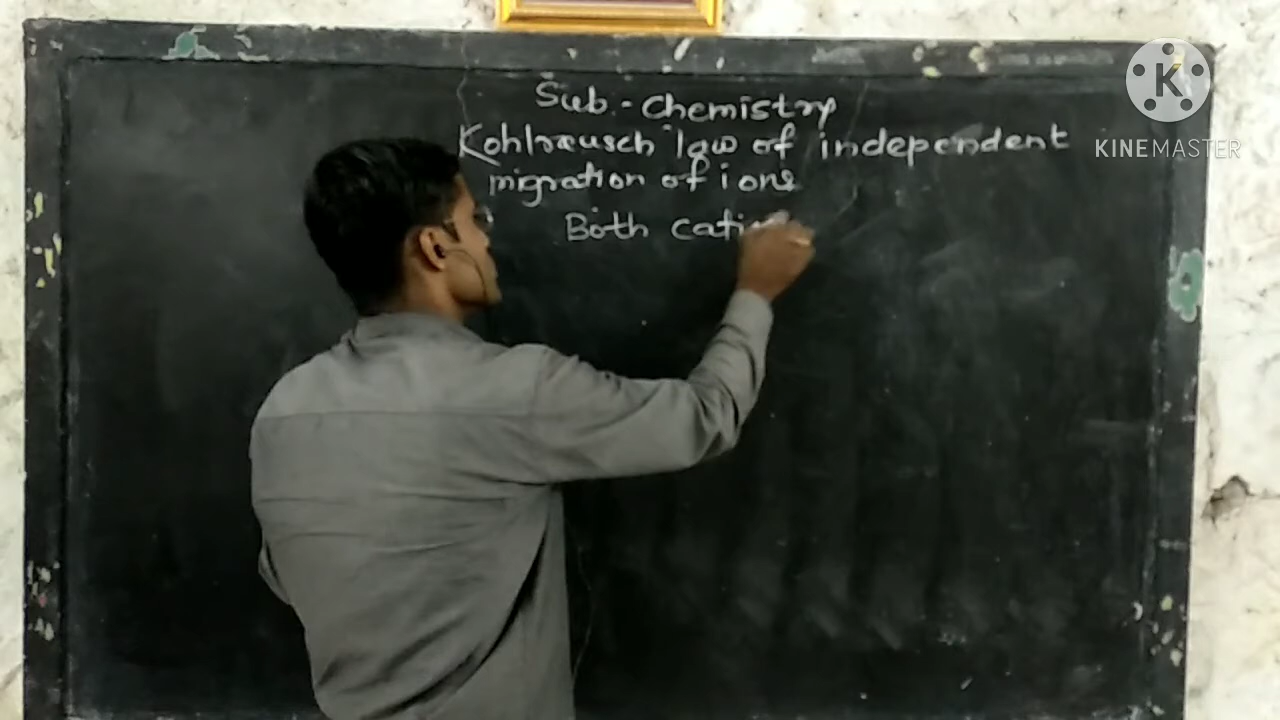 Sub.- Chemistry
Kohlrausch law of independent
migration of ions
Both cati
K
KINEMASTER